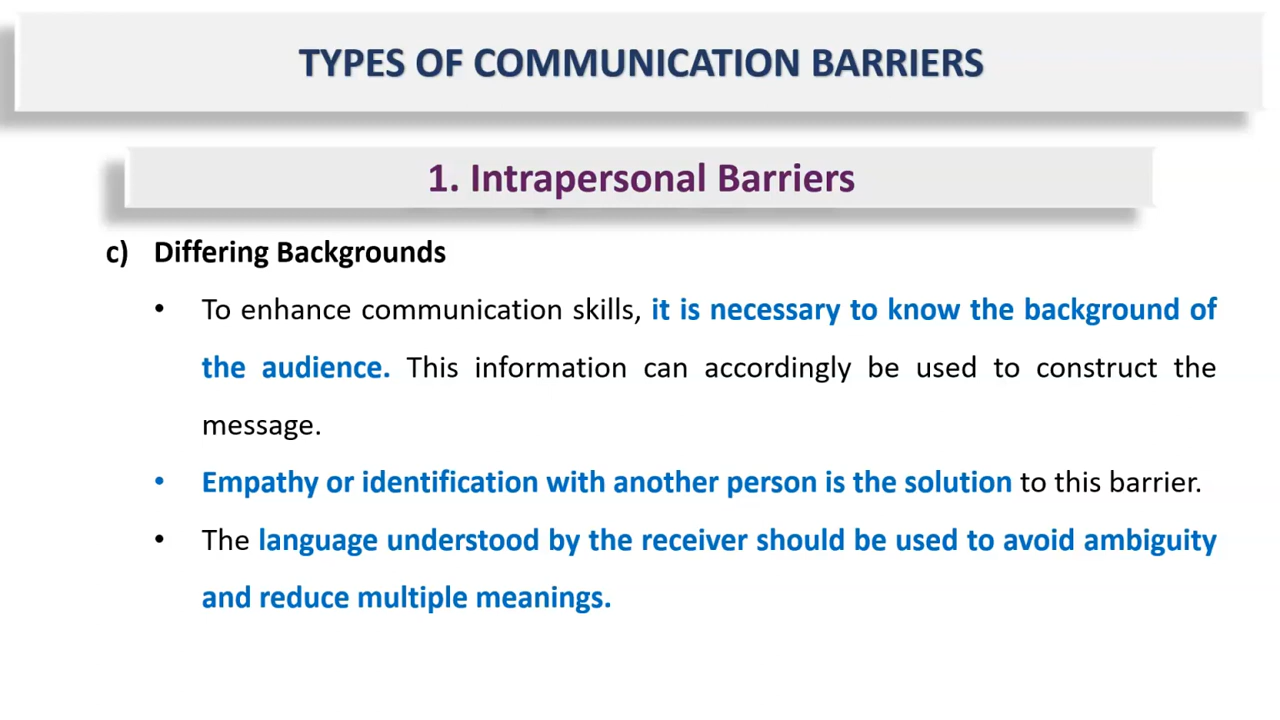 TYPES OF COMMUNICATION BARRIERS
1. Intrapersonal Barriers
c) Differing Backgrounds
• To enhance communication skills, it is necessary to know the background of
the audience. This information can accordingly be used to construct the
message.
• Empathy or identification with another person is the solution to this barrier.
• The language understood by the receiver should be used to avoid ambiguity
and reduce multiple meanings.